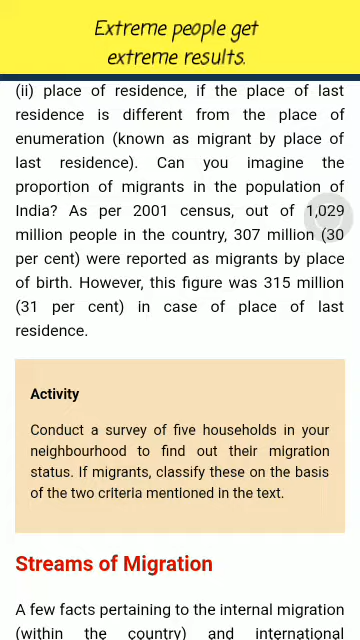 Extreme people get
extreme results.
(ii) place of residence, if the place of last
residence is different from the place of
enumeration (known as migrant by place of
last residence). Can you imagine the
proportion of migrants in the population of
India? As per 2001 census, out of 1,029
million people in the country, 307 million (30
per cent) were reported as migrants by place
of birth. However, this figure was 315 million
(31 per cent) in case of place of last
residence.
Activity
Conduct a survey of five households in your
neighbourhood to find out their migration
status. If migrants, classify these on the basis
of the two criteria mentioned in the text.
Streams of Migration
A few facts pertaining to the internal migration
(within the country) and international